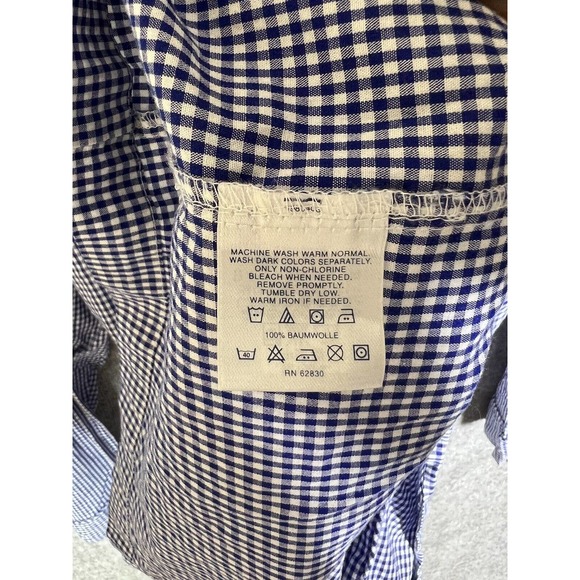 MACHINE WASH WARM NORMAL.
WASH DARK COLORS SEPARATELY.
ONLY NON-CHLORINE
BLEACH WHEN NEEDED.
REMOVE PROMPTLY.
TUMBLE DRY LOW.
WARM IRON IF NEEDED.
100% BAUMWOLLE
40
RN 62830